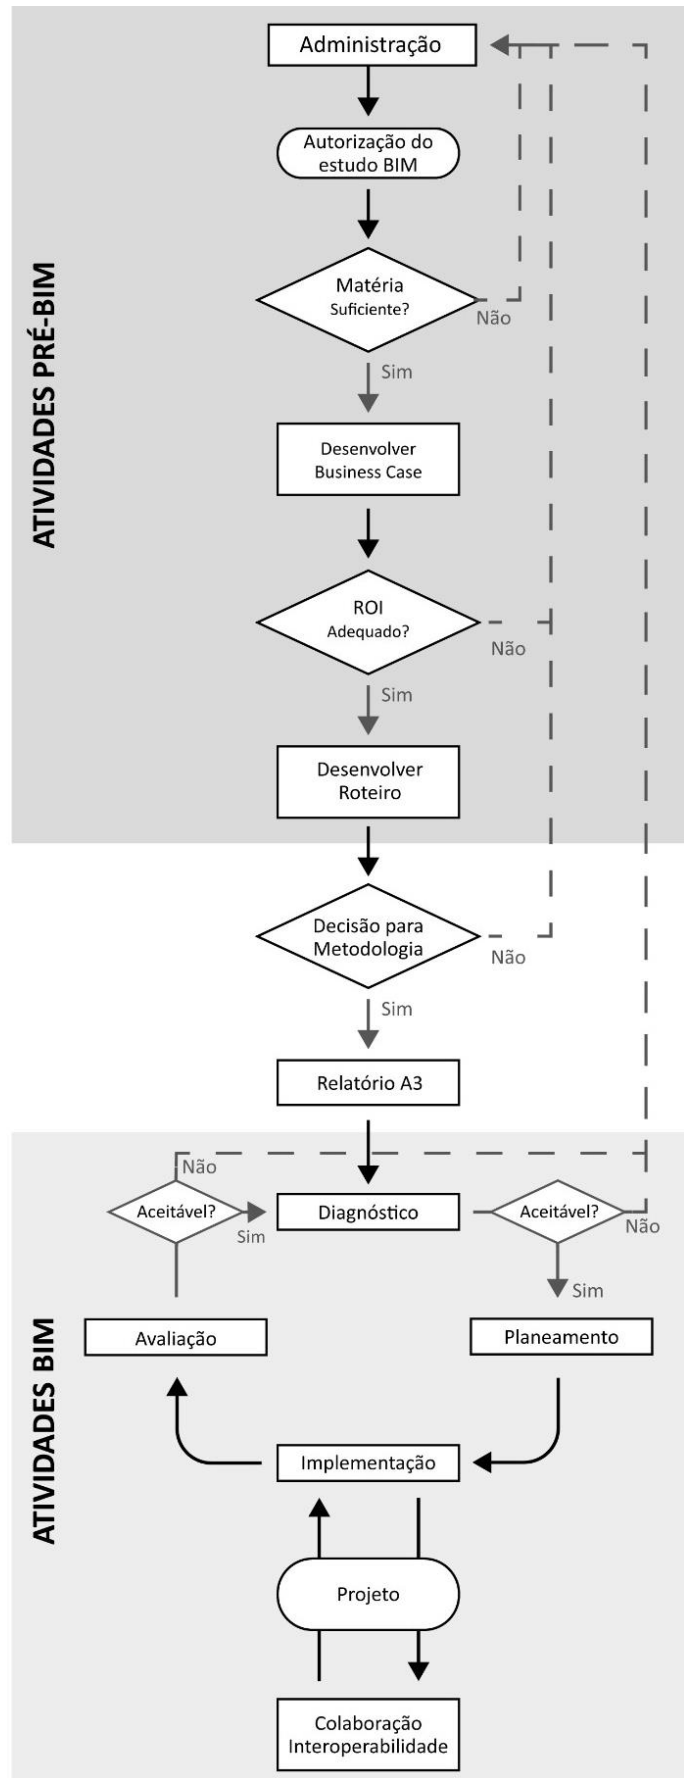 ATIVIDADES PRÉ-BIM
Administração
Autorização do
estudo BIM
Matéria
Suficiente?
Não
Sim
Desenvolver
Business Case
ROI
Adequado?
Não
Sim
Desenvolver
Roteiro
Decisão para
Metodologia
Não
Sim
Relatório A3
ATIVIDADES BIM
Não
Aceitável?
Sim
Diagnóstico
Aceitável?
Não
Sim
Avaliação
Planeamento
Implementação
Projeto
Colaboração
Interoperabilidade